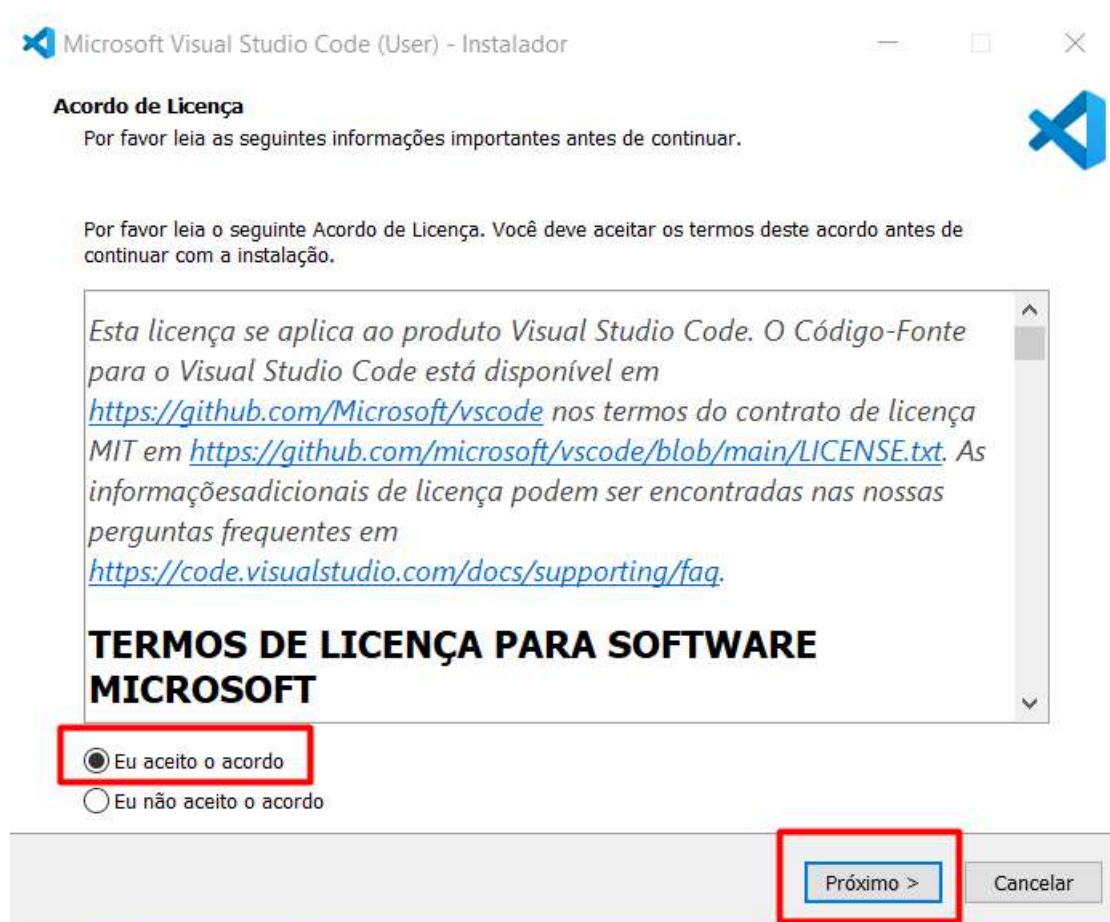 Microsoft Visual Studio Code (User) - Instalador
Acordo de Licença
Por favor leia as seguintes informações importantes antes de continuar.
Por favor leia o seguinte Acordo de Licença. Você deve aceitar os termos deste acordo antes de
continuar com a instalação.
Esta licença se aplica ao produto Visual Studio Code. O Código-Fonte
para o Visual Studio Code está disponível em
https://github.com/Microsoft/vscode nos termos do contrato de licença
MIT em https://github.com/microsoft/vscode/blob/main/LICENSE.txt. As
informaçõesadicionais de licença podem ser encontradas nas nossas
perguntas frequentes em
https://code.visualstudio.com/docs/supporting/faq.
TERMOS DE LICENÇA PARA SOFTWARE
MICROSOFT
Eu aceito o acordo
Eu não aceito o acordo
Próximo > Cancelar